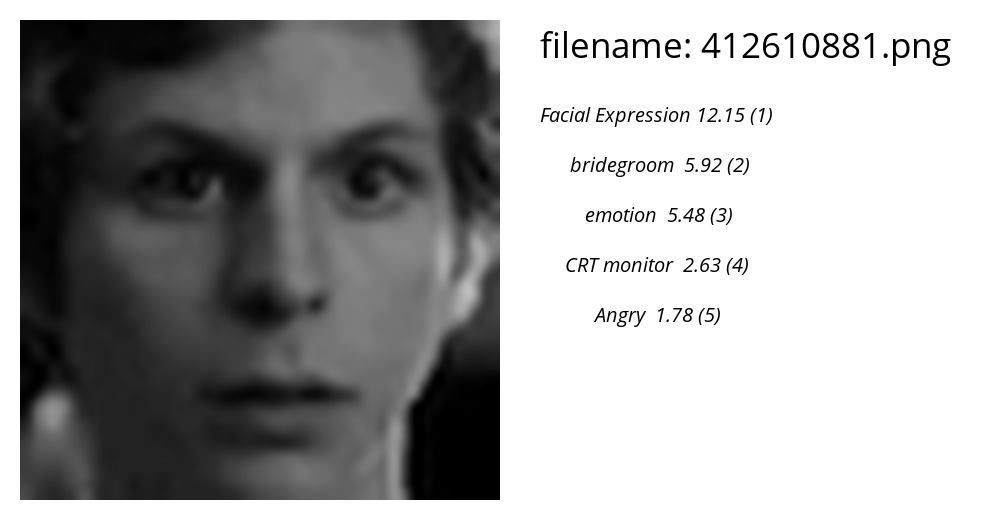 filename: 412610881.png
Facial Expression 12.15 (1)
bridegroom 5.92 (2)
emotion 5.48 (3)
CRT monitor 2.63 (4)
Angry 1.78 (5)